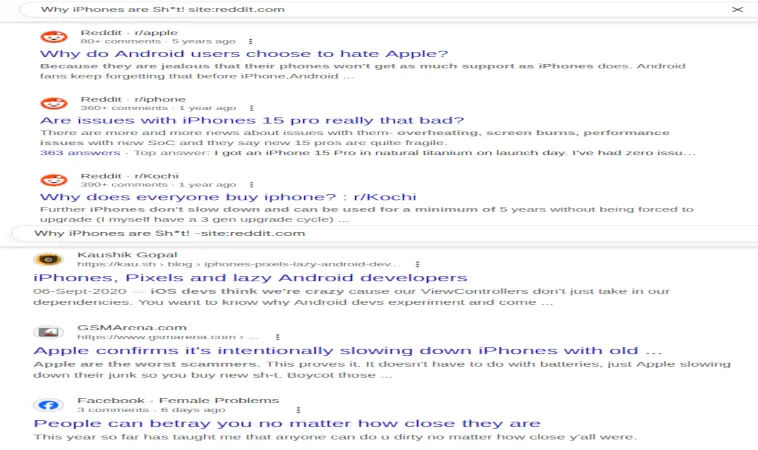 Why iPhones are Sh*t! site:reddit.com
Reddit · r/apple
80+ comments · 5 years ago
Why do Android users choose to hate Apple?
Because they are jealous that their phones won't get as much support as iPhones does. Android
fans keep forgetting that before iPhone,Android ...
Reddit · r/iphone
360+ comments · 1 year ago
Are issues with iPhones 15 pro really that bad?
There are more and more news about issues with them- overheating, screen burns, performance
issues with new SoC and they say new 15 pros are quite fragile.
363 answers · Top answer: I got an iPhone 15 Pro in natural titanium on launch day. I've had zero issu...
Reddit · r/Kochi
390+ comments · 1 year ago
Why does everyone buy iphone? : r/Kochi
Further iPhones don't slow down and can be used for a minimum of 5 years without being forced to
upgrade (I myself have a 3 gen upgrade cycle) ...
Why iPhones are Sh*t! -site:reddit.com
Kaushik Gopal
https://kau.sh › blog › iphones-pixels-lazy-android-dev...
iPhones, Pixels and lazy Android developers
06-Sept-2020 — iOS devs think we're crazy cause our ViewControllers don't just take in our
dependencies. You want to know why Android devs experiment and come ...
GSMArena.com
https://www.gsmarena.com › ...
Apple confirms it's intentionally slowing down iPhones with old ...
Apple are the worst scammers. This proves it. It doesn't have to do with batteries, just Apple slowing
down their junk so you buy new sh-t. Boycot those ...
Facebook · Female Problems
3 comments · 6 days ago
People can betray you no matter how close they are
This year so far has taught me that anyone can do u dirty no matter how close y'all were.